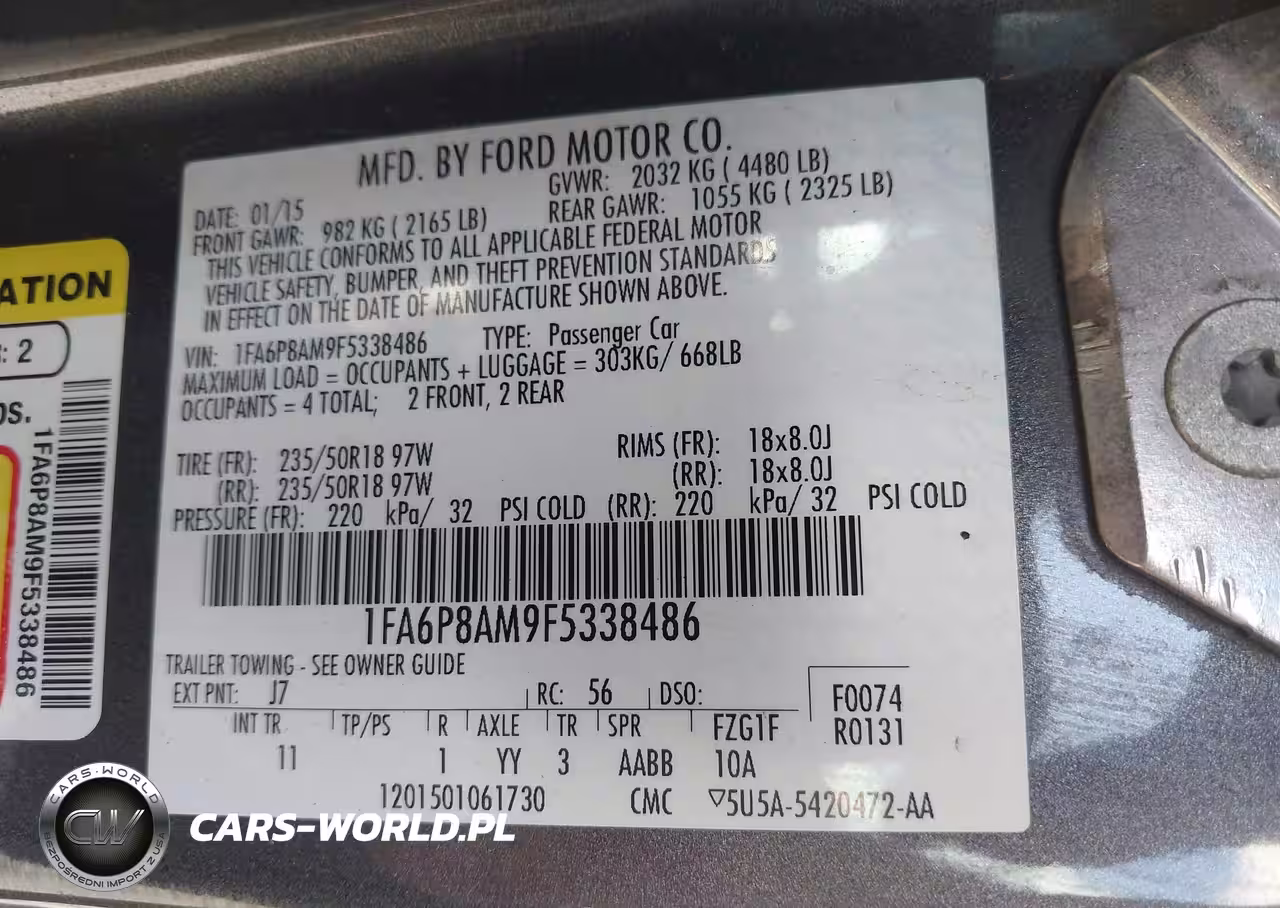 MFD. BY FORD MOTOR CO.
DATE: 01/15 GVWR: 2032 KG ( 4480 LB)
FRONT GAWR: 982 KG ( 2165 LB) REAR GAWR: 1055 KG ( 2325 LB)
THIS VEHICLE CONFORMS TO ALL APPLICABLE FEDERAL MOTOR
VEHICLE SAFETY, BUMPER, AND THEFT PREVENTION STANDARDS
IN EFFECT ON THE DATE OF MANUFACTURE SHOWN ABOVE.
VIN: 1FA6P8AM9F5338486 TYPE: Passenger Car
MAXIMUM LOAD = OCCUPANTS + LUGGAGE = 303KG/ 668LB
OCCUPANTS = 4 TOTAL; 2 FRONT, 2 REAR
TIRE (FR): 235/50R18 97W RIMS (FR): 18x8.0J
(RR): 235/50R18 97W (RR): 18x8.0J
PRESSURE (FR): 220 kPa/ 32 PSI COLD (RR): 220 kPa/ 32 PSI COLD
1FA6P8AM9F5338486
TRAILER TOWING - SEE OWNER GUIDE
EXT PNT: J7 RC: 56 DSO: F0074
INT TR TP/PS R AXLE TR SPR FZG1F R0131
11 1 YY 3 AABB 10A
1201501061730 CMC ▽5U5A-5420472-AA
ATION
: 2
DS.
1FA6P8AM9F5338486
CARS-WORLD
CW
BEZPOŚREDNI IMPORT Z USA
CARS-WORLD.PL